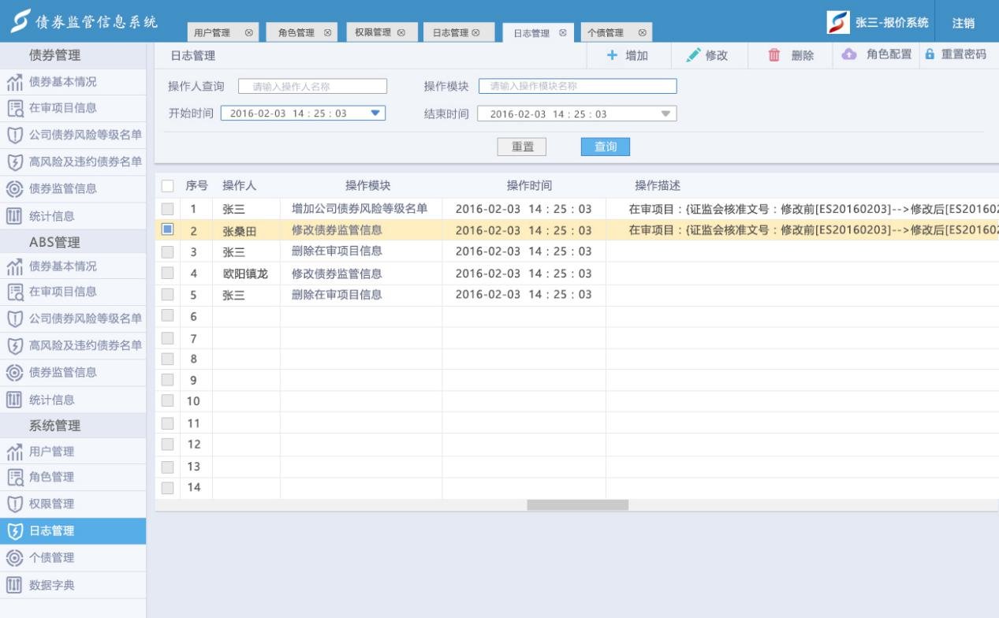 债券监管信息系统
用户管理 角色管理 权限管理 日志管理 日志管理 个债管理
张三-报价系统 注销
债券管理
债券基本情况
在审项目信息
公司债券风险等级名单
高风险及违约债券名单
债券监管信息
统计信息
ABS管理
债券基本情况
在审项目信息
公司债券风险等级名单
高风险及违约债券名单
债券监管信息
统计信息
系统管理
用户管理
角色管理
权限管理
日志管理
个债管理
数据字典
日志管理 增加 修改 删除 角色配置 重置密码
操作人查询 请输入操作人名称 操作模块 请输入操作模块名称
开始时间 2016-02-03 14：25：03 结束时间 2016-02-03 14：25：03
重置 查询
序号 操作人 操作模块 操作时间 操作描述
1 张三 增加公司债券风险等级名单 2016-02-03 14：25：03 在审项目：{证监会核准文号：修改前[ES20160203]-->修改后[ES20160
2 张桑田 修改债券监管信息 2016-02-03 14：25：03 在审项目：{证监会核准文号：修改前[ES20160203]-->修改后[ES20160
3 张三 删除在审项目信息 2016-02-03 14：25：03
4 欧阳镇龙 修改债券监管信息 2016-02-03 14：25：03
5 张三 删除在审项目信息 2016-02-03 14：25：03
6
7
8
9
10
11
12
13
14